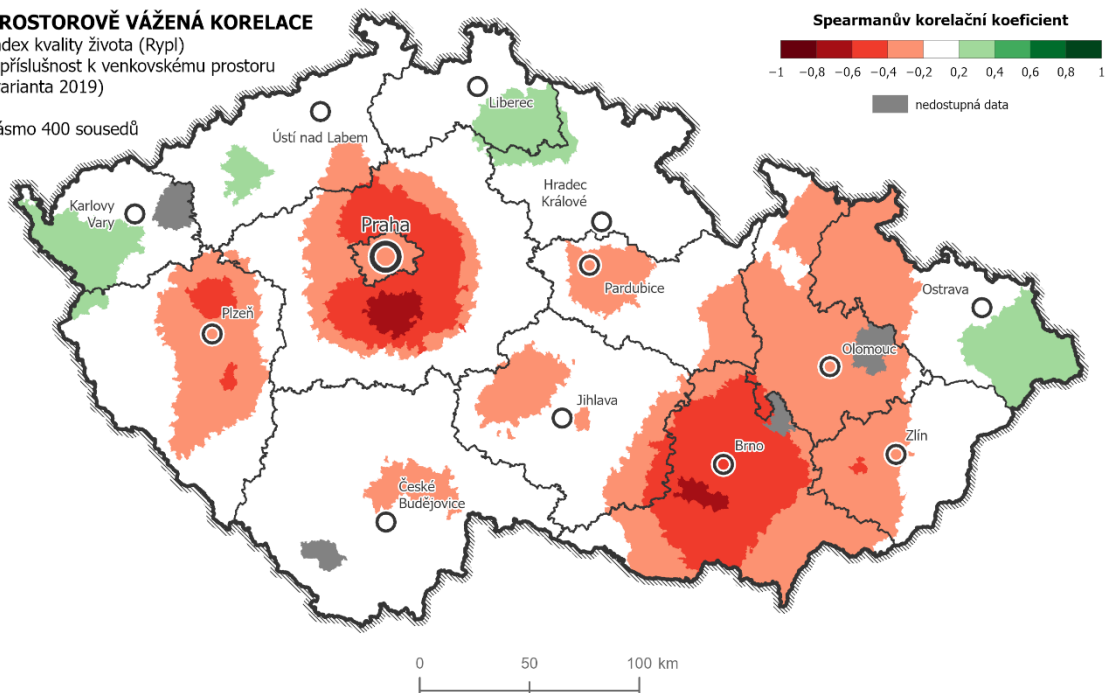 ROSTOROVĚ VÁŽENÁ KORELACE
ndex kvality života (Rypl)
příslušnost k venkovskému prostoru
varianta 2019)
ásmo 400 sousedů
Spearmanův korelační koeficient
−1 −0,8 −0,6 −0,4 −0,2 0,2 0,4 0,6 0,8 1
nedostupná data
Liberec
Ústí nad Labem
Karlovy
Vary
Hradec
Králové
Praha
Pardubice
Ostrava
Plzeň
Olomouc
Jihlava
Zlín
Brno
České
Budějovice
0 50 100 km